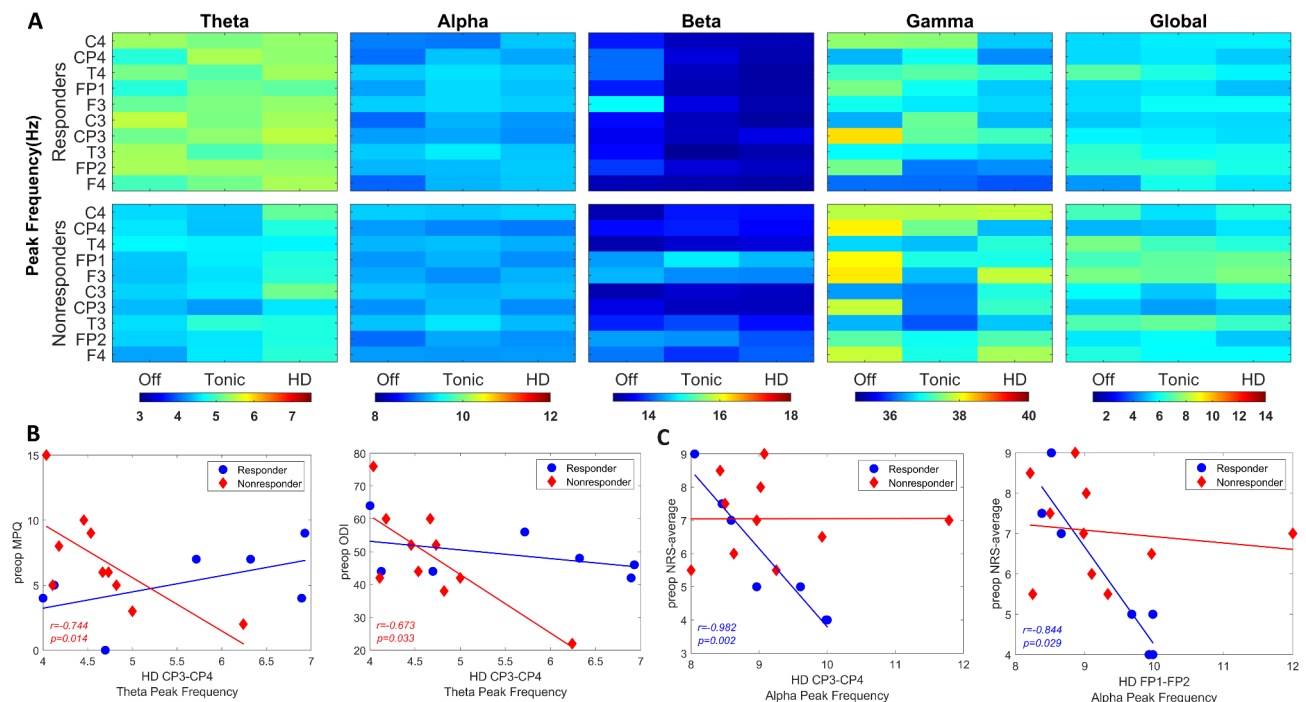 A
Theta Alpha Beta Gamma Global
Peak Frequency(Hz)
Responders
C4
CP4
T4
FP1
F3
C3
CP3
T3
FP2
F4
Nonresponders
C4
CP4
T4
FP1
F3
C3
CP3
T3
FP2
F4
Off Tonic HD Off Tonic HD Off Tonic HD Off Tonic HD
3 4 5 6 7 8 10 12 14 16 18 36 38 40 2 4 6 8 10 12 14
B
preop MPQ
15
10
5
0
4 4.5 5 5.5 6 6.5 7
Responder
Nonresponder
r=-0.744
p=0.014
HD CP3-CP4
Theta Peak Frequency
preop ODI
80
70
60
50
40
30
20
4 4.5 5 5.5 6 6.5 7
Responder
Nonresponder
r=-0.673
p=0.033
HD CP3-CP4
Theta Peak Frequency
C
preop NRS-average
9
8
7
6
5
4
3
8 9 10 11 12
Responder
Nonresponder
r=-0.982
p=0.002
HD CP3-CP4
Alpha Peak Frequency
preop NRS-average
9
8
7
6
5
4
8 9 10 11 12
Responder
Nonresponder
r=-0.844
p=0.029
HD FP1-FP2
Alpha Peak Frequency